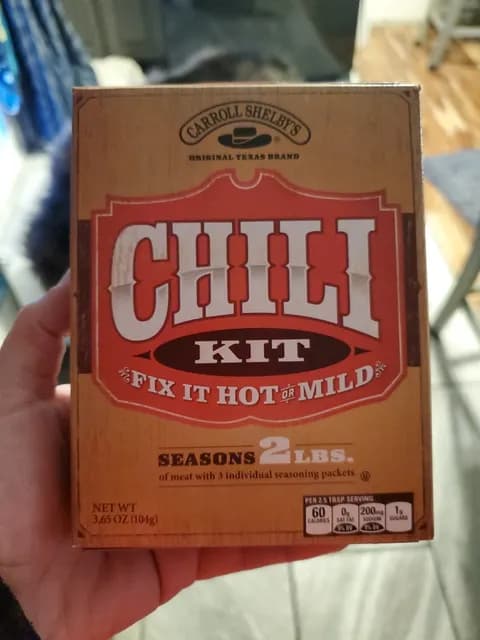 CARROLL SHELBY'S
ORIGINAL TEXAS BRAND
CHILI
KIT
FIX IT HOT OR MILD
SEASONS 2 LBS.
of meat with 3 individual seasoning packets
NET WT
3.65 OZ (104g)
PER 2.5 TBSP SERVING
60 CALORIES
0g SAT FAT 0% DV
200mg SODIUM
1g SUGARS